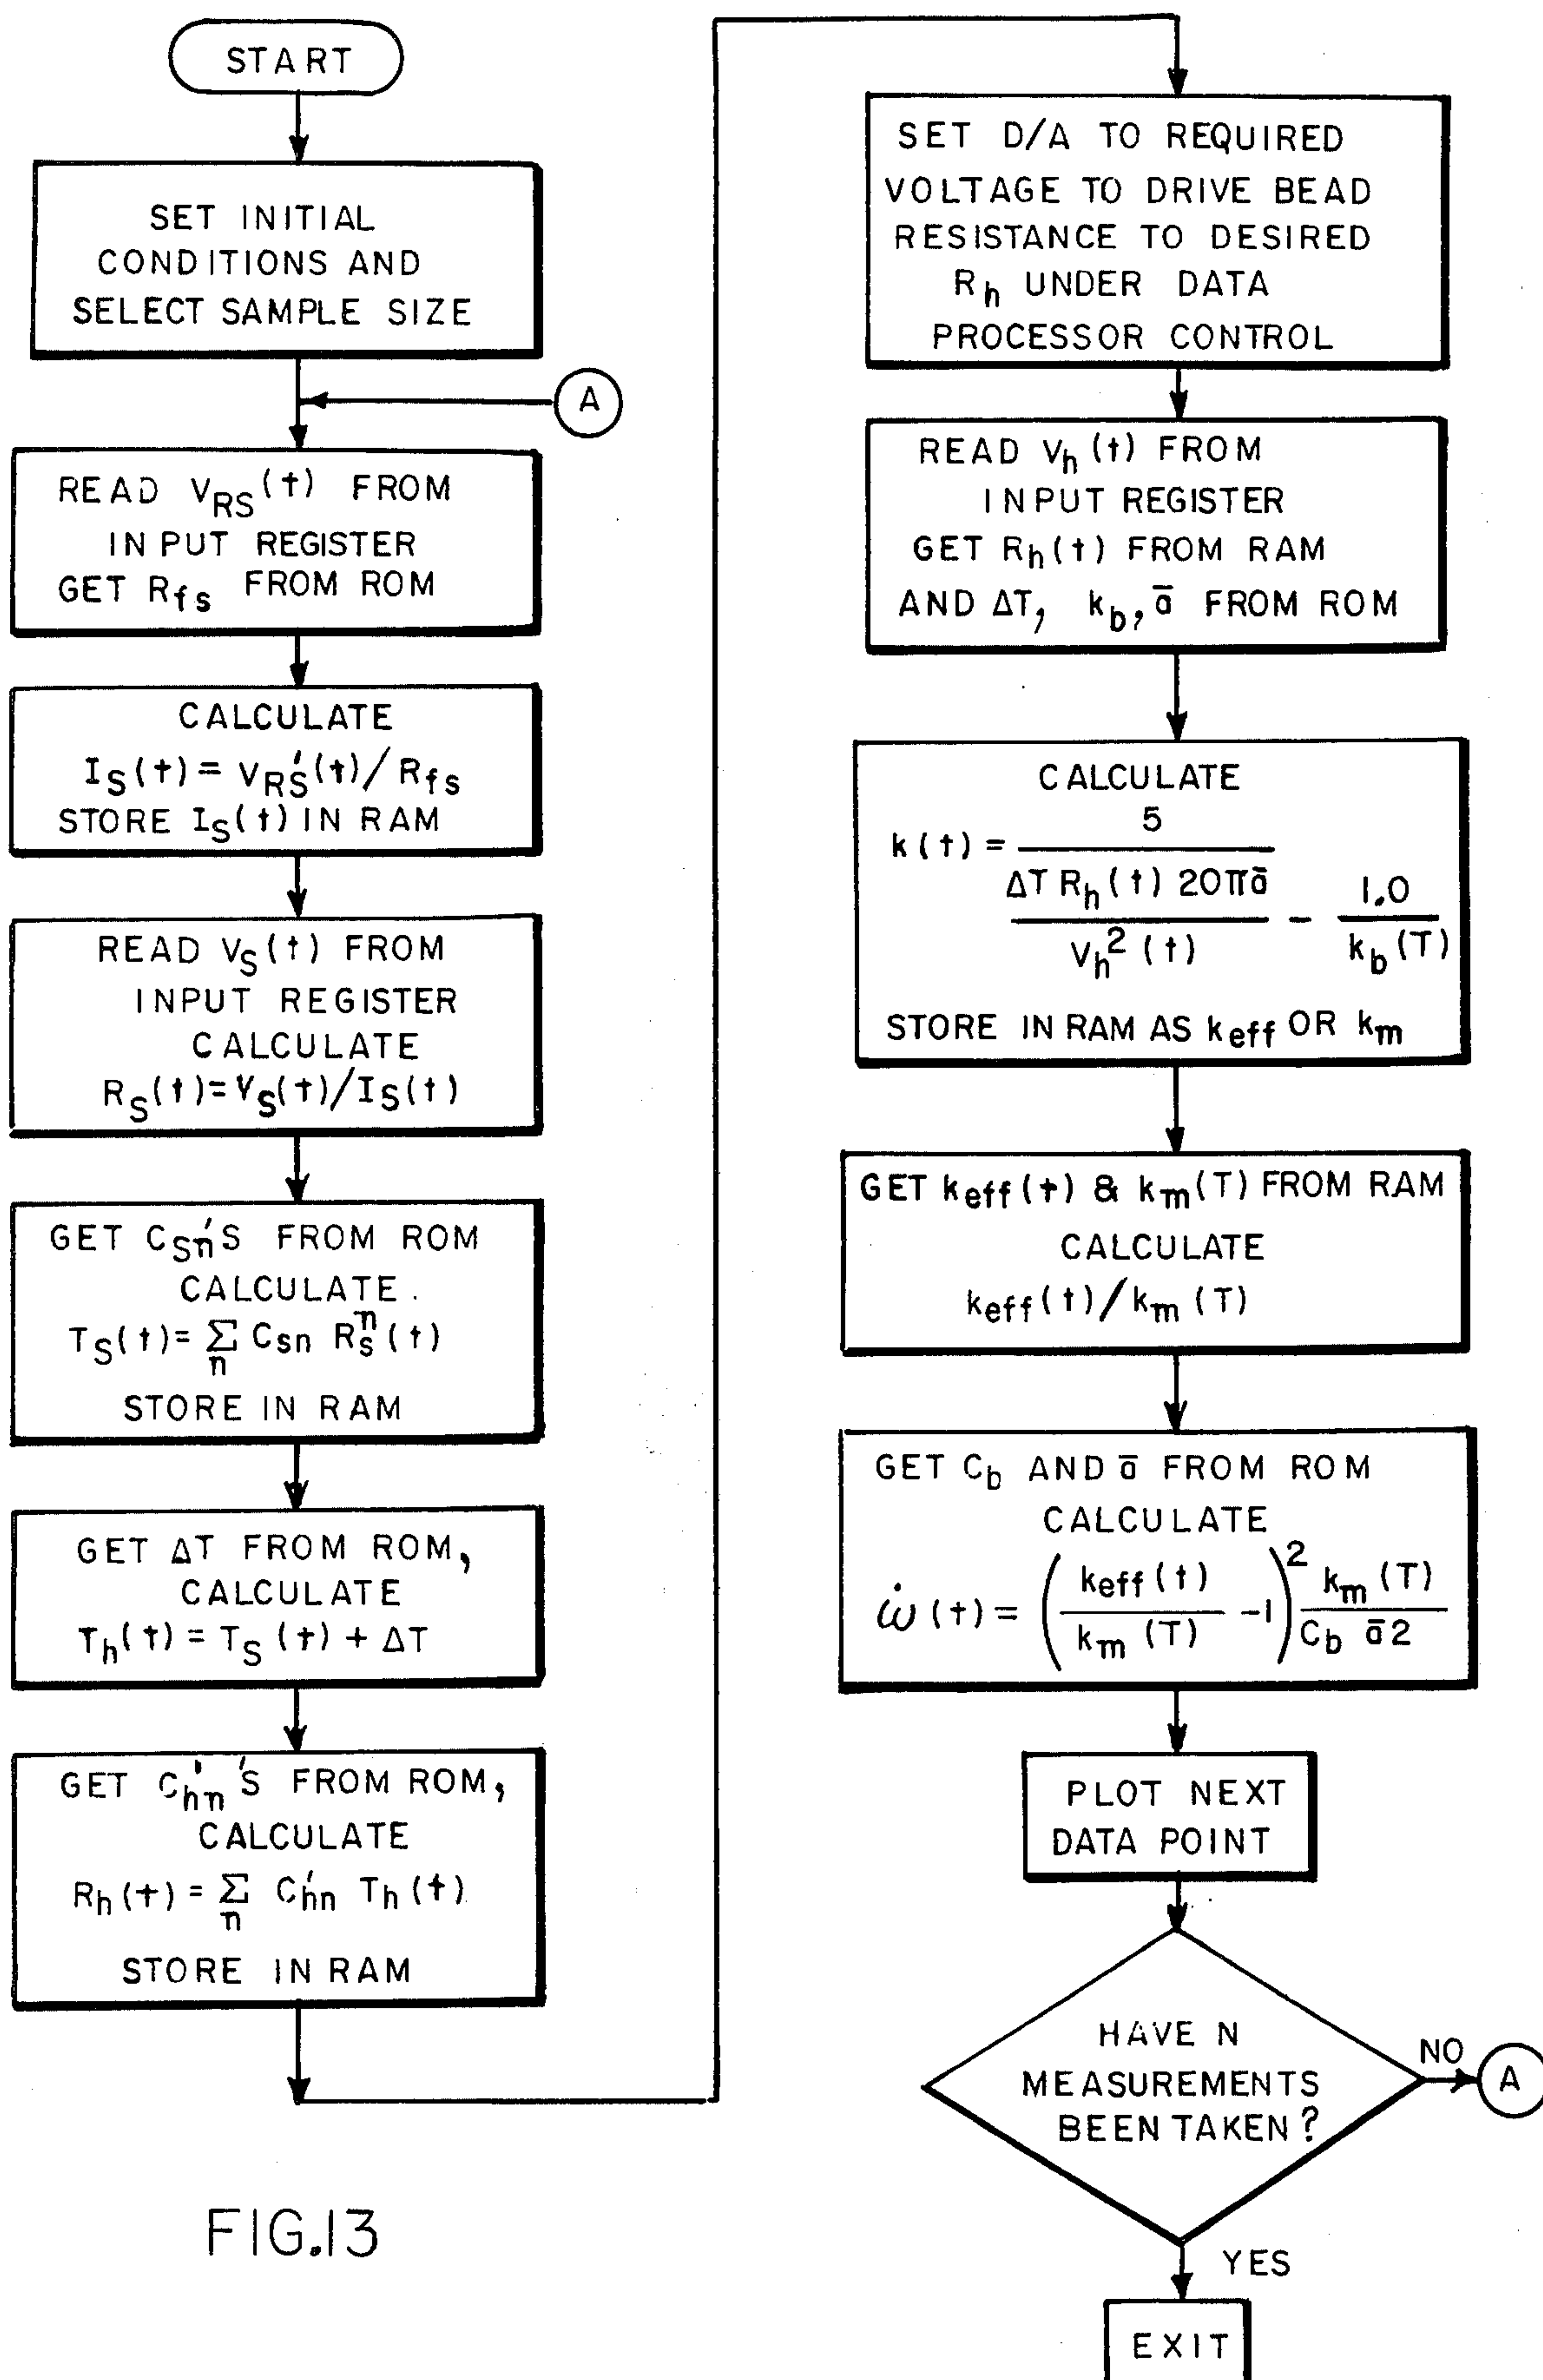 START
SET INITIAL
CONDITIONS AND
SELECT SAMPLE SIZE
A
READ V_RS(t) FROM
INPUT REGISTER
GET R_fs FROM ROM
CALCULATE
I_S(t) = V_RS'(t) / R_fs
STORE I_S(t) IN RAM
READ V_S(t) FROM
INPUT REGISTER
CALCULATE
R_S(t) = V_S(t) / I_S(t)
GET C_Sn'S FROM ROM
CALCULATE.
T_S(t) = Σ_n C_sn R_s^n(t)
STORE IN RAM
GET ΔT FROM ROM,
CALCULATE
T_h(t) = T_S(t) + ΔT
GET C'_hn'S FROM ROM,
CALCULATE
R_h(t) = Σ_n C'_hn T_h(t)
STORE IN RAM
SET D/A TO REQUIRED
VOLTAGE TO DRIVE BEAD
RESISTANCE TO DESIRED
R_h UNDER DATA
PROCESSOR CONTROL
READ V_h(t) FROM
INPUT REGISTER
GET R_h(t) FROM RAM
AND ΔT, k_b, ā FROM ROM
CALCULATE
5
k(t) =
ΔT R_h(t) 20πā
1.0
−
V_h^2(t)
k_b(T)
STORE IN RAM AS k_eff OR k_m
GET k_eff(t) & k_m(T) FROM RAM
CALCULATE
k_eff(t) / k_m(T)
GET C_b AND ā FROM ROM
CALCULATE
ω̇(t) = (k_eff(t) / k_m(T) −1)^2 k_m(T) / C_b ā2
PLOT NEXT
DATA POINT
HAVE N
MEASUREMENTS
BEEN TAKEN?
NO
A
YES
EXIT
FIG.13